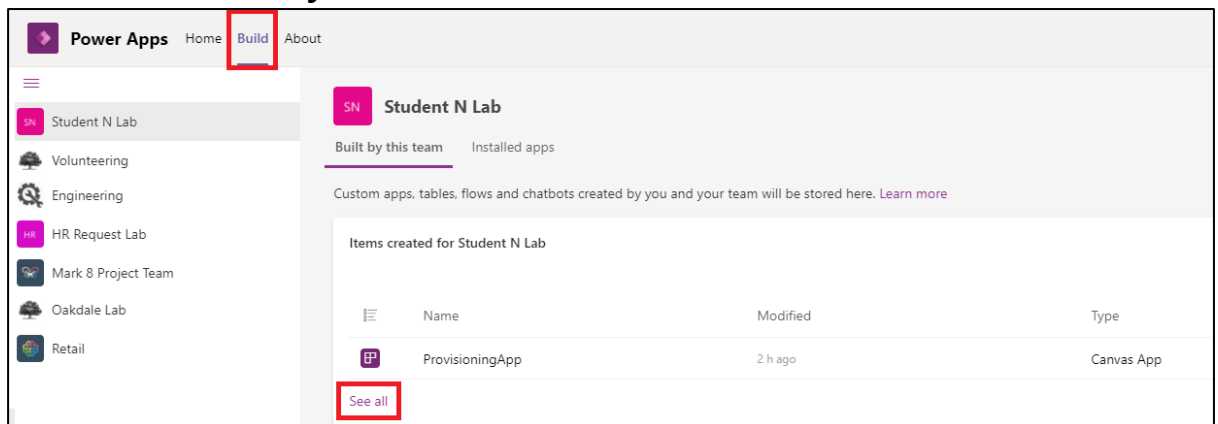 Power Apps Home Build About
SN Student N Lab
Volunteering
Engineering
HR HR Request Lab
Mark 8 Project Team
Oakdale Lab
Retail
SN Student N Lab
Built by this team Installed apps
Custom apps, tables, flows and chatbots created by you and your team will be stored here. Learn more
Items created for Student N Lab
Name Modified Type
ProvisioningApp 2 h ago Canvas App
See all